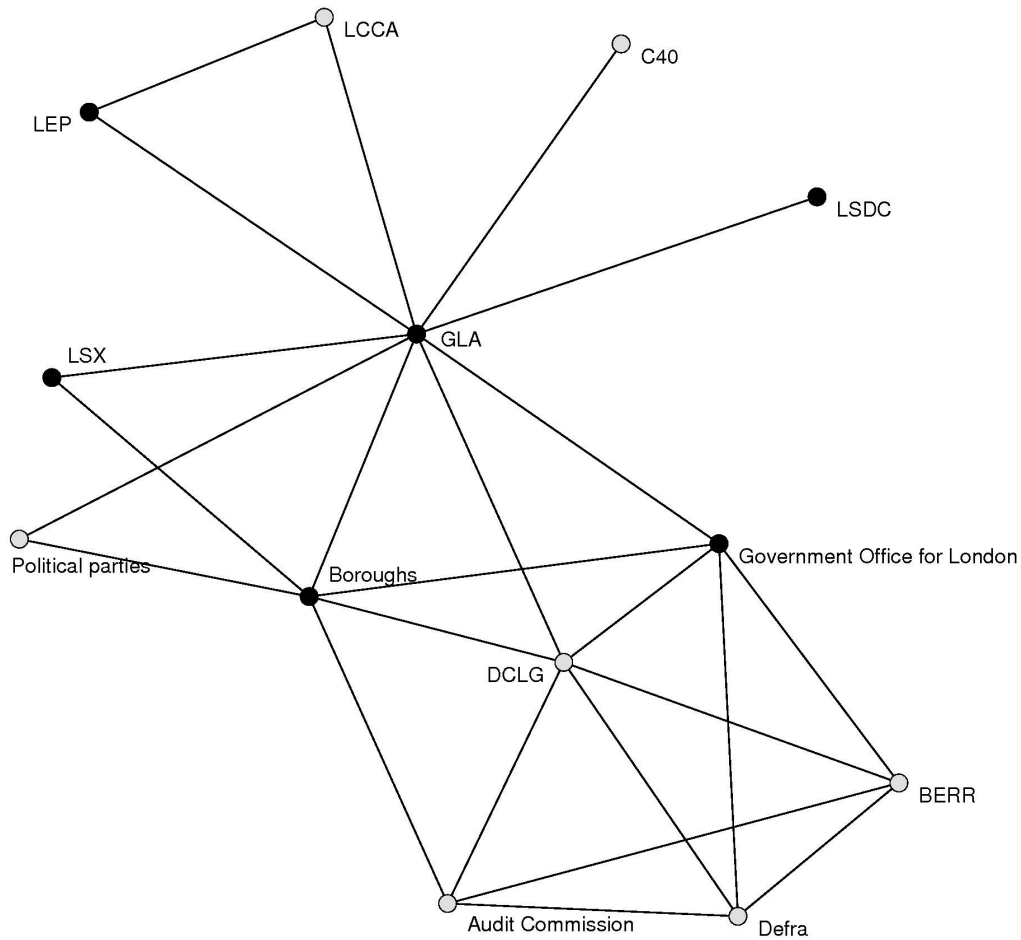 LCCA
C40
LEP
LSDC
GLA
LSX
Government Office for London
Political parties
Boroughs
DCLG
BERR
Audit Commission
Defra